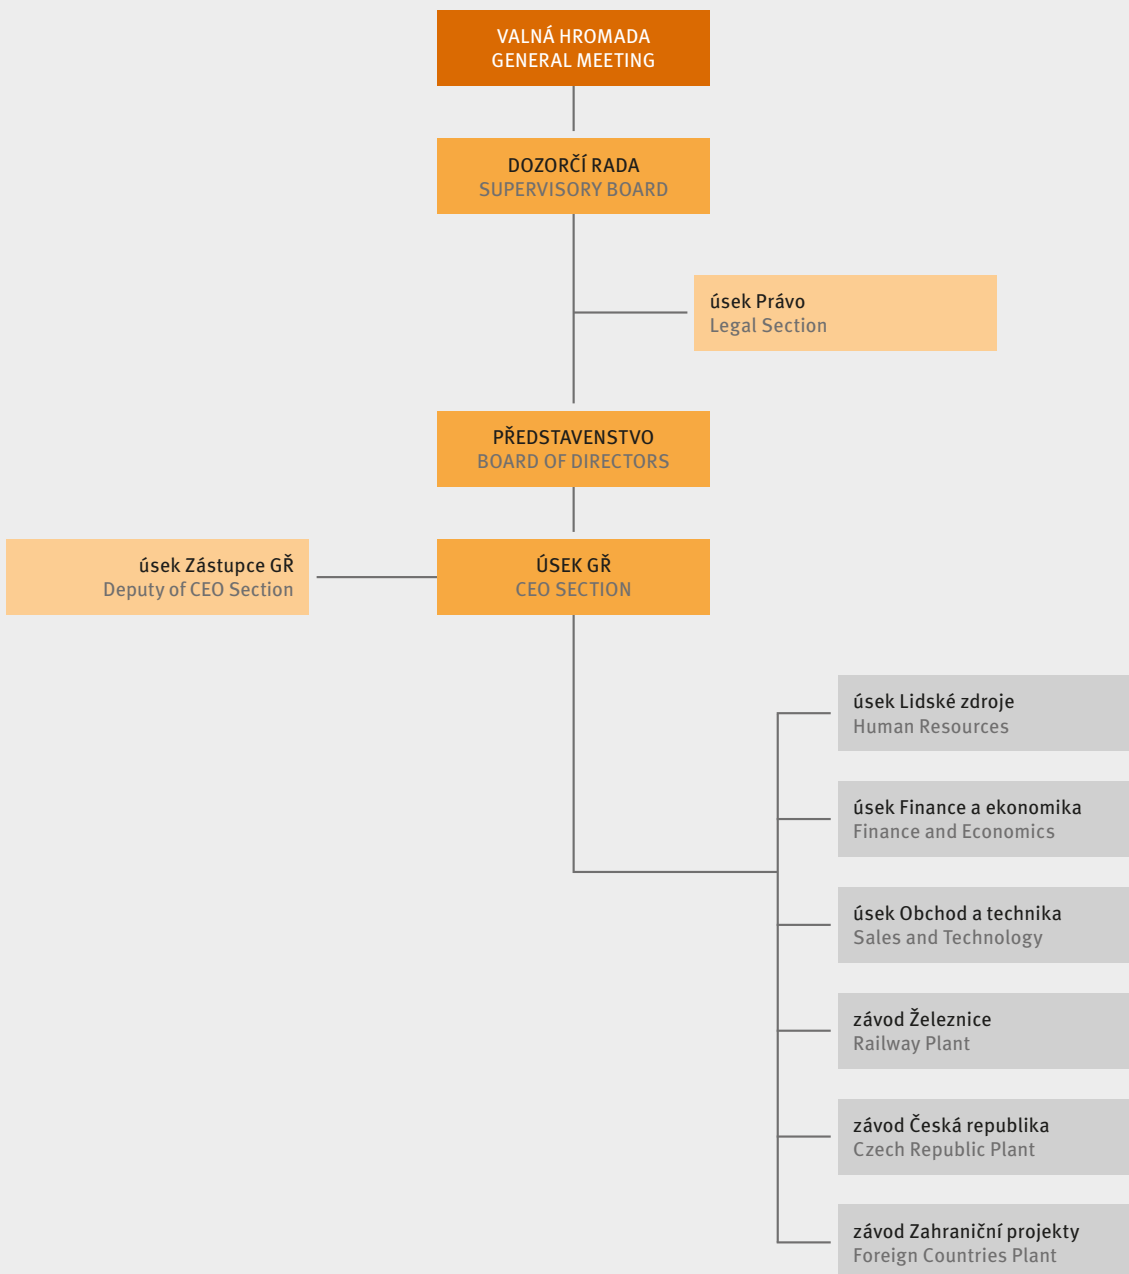 VALNÁ HROMADA
GENERAL MEETING
DOZORČÍ RADA
SUPERVISORY BOARD
úsek Právo
Legal Section
PŘEDSTAVENSTVO
BOARD OF DIRECTORS
úsek Zástupce GŘ
Deputy of CEO Section
ÚSEK GŘ
CEO SECTION
úsek Lidské zdroje
Human Resources
úsek Finance a ekonomika
Finance and Economics
úsek Obchod a technika
Sales and Technology
závod Železnice
Railway Plant
závod Česká republika
Czech Republic Plant
závod Zahraniční projekty
Foreign Countries Plant